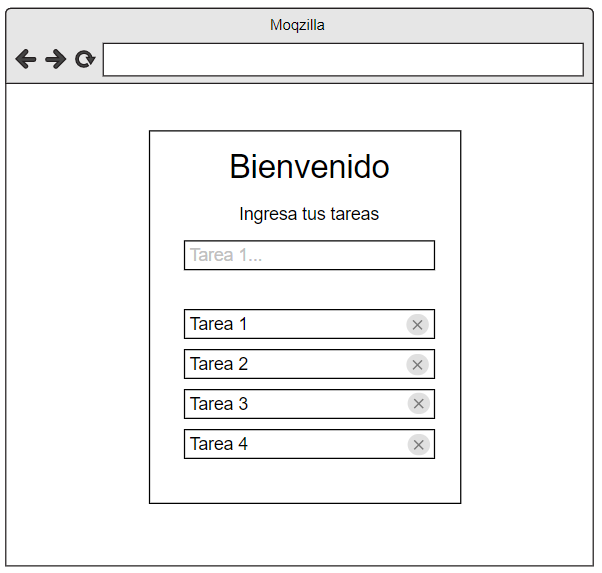 Moqzilla
Bienvenido
Ingresa tus tareas
Tarea 1...
Tarea 1
Tarea 2
Tarea 3
Tarea 4